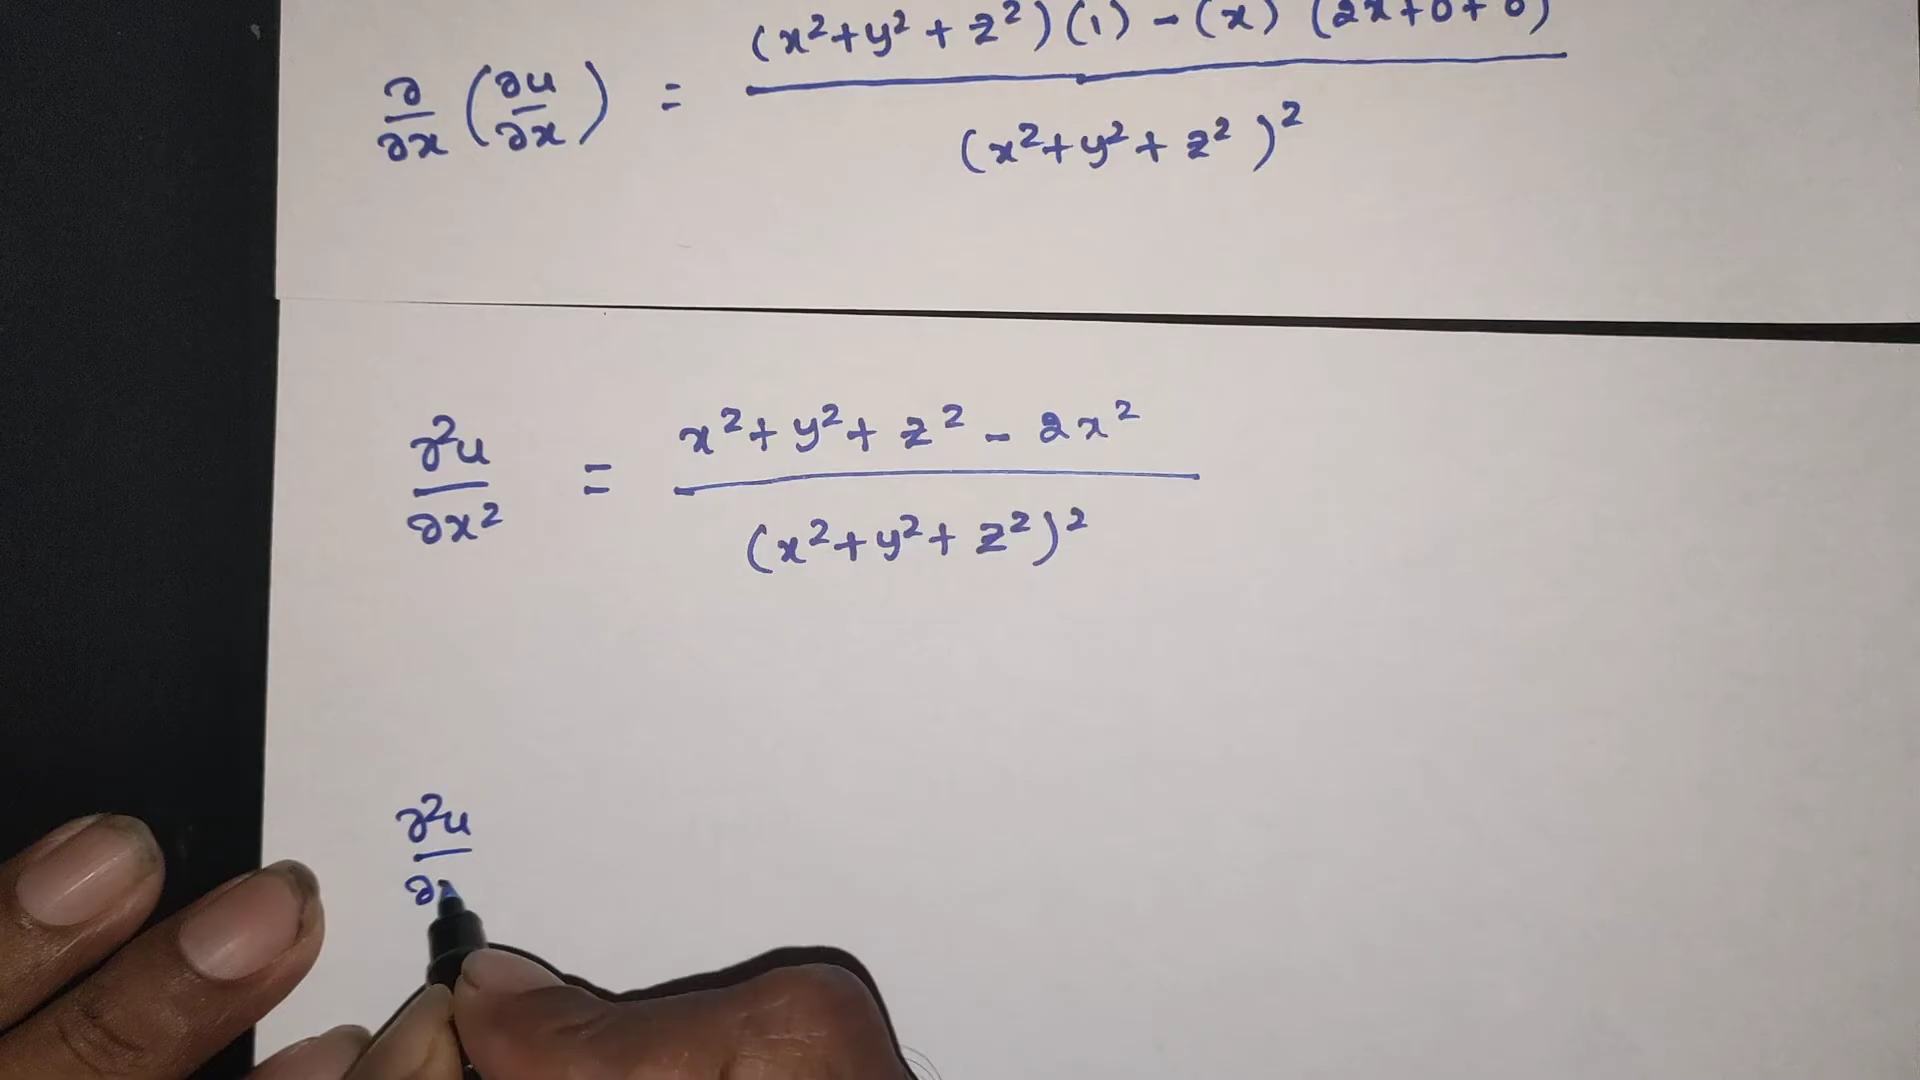 ∂/∂x (∂u/∂x) = (x²+y²+z²)(1) - (x)(2x+0+0) / (x²+y²+z²)²
∂²u/∂x² = x²+y²+z² - 2x² / (x²+y²+z²)²
∂²u/∂x